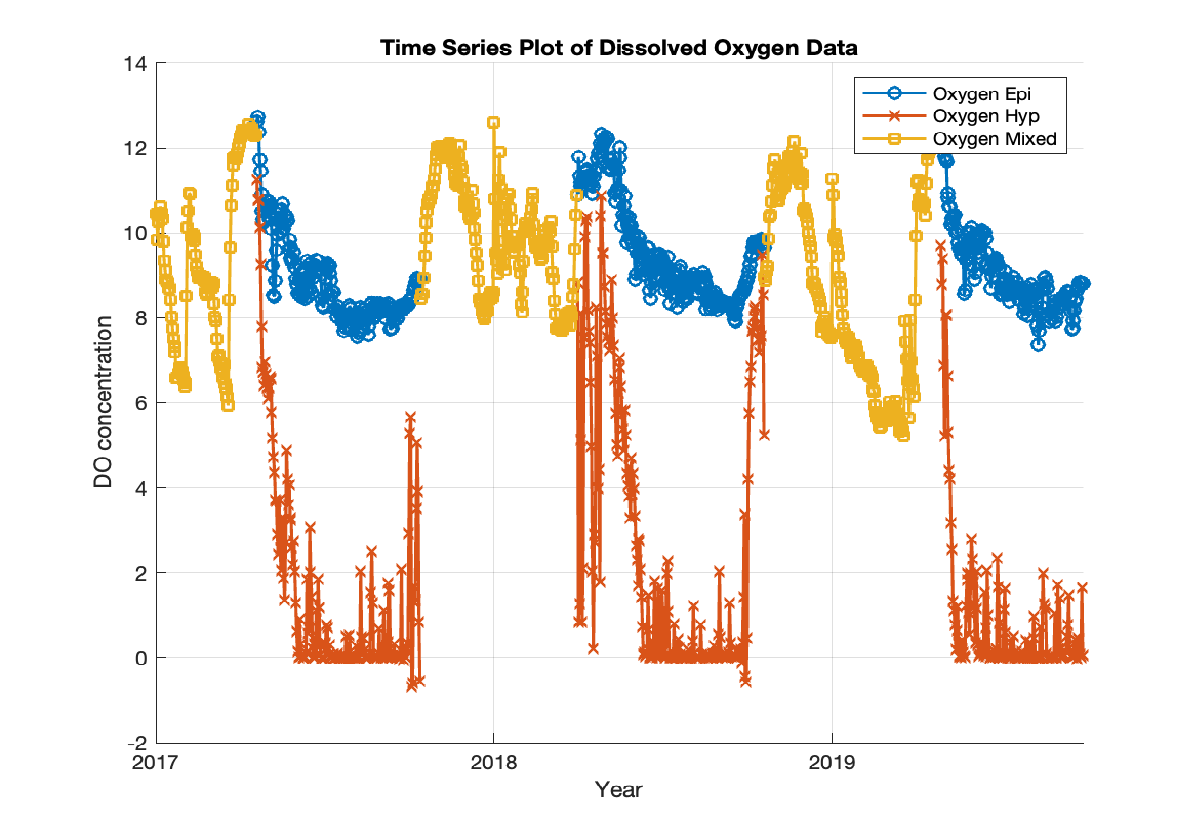 Time Series Plot of Dissolved Oxygen Data
14
12
10
8
6
4
2
0
-2
DO concentration
Oxygen Epi
Oxygen Hyp
Oxygen Mixed
2017
2018
2019
Year